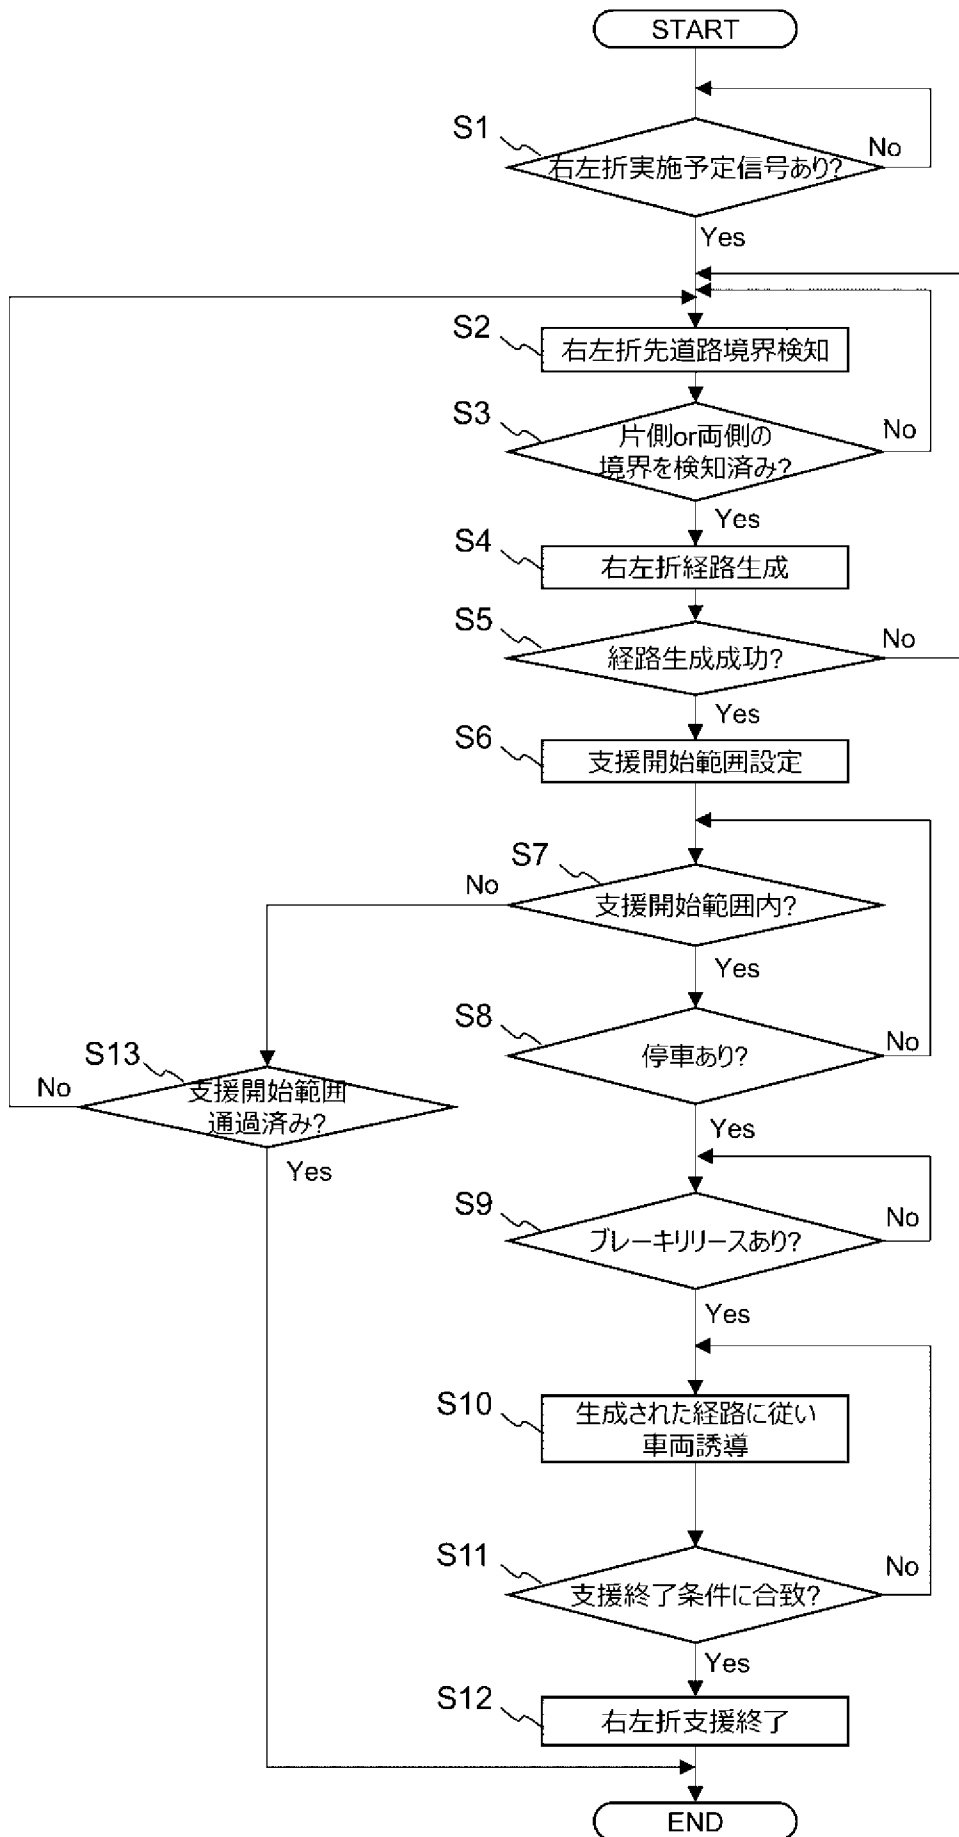 START
S1
右左折実施予定信号あり?
No
Yes
S2
右左折先道路境界検知
S3
片側or両側の
境界を検知済み?
No
Yes
S4
右左折経路生成
S5
経路生成成功?
No
Yes
S6
支援開始範囲設定
S7
支援開始範囲内?
No
Yes
S8
停車あり?
No
Yes
S13
支援開始範囲
通過済み?
No
Yes
S9
ブレーキリリースあり?
No
Yes
S10
生成された経路に従い
車両誘導
S11
支援終了条件に合致?
No
Yes
S12
右左折支援終了
END